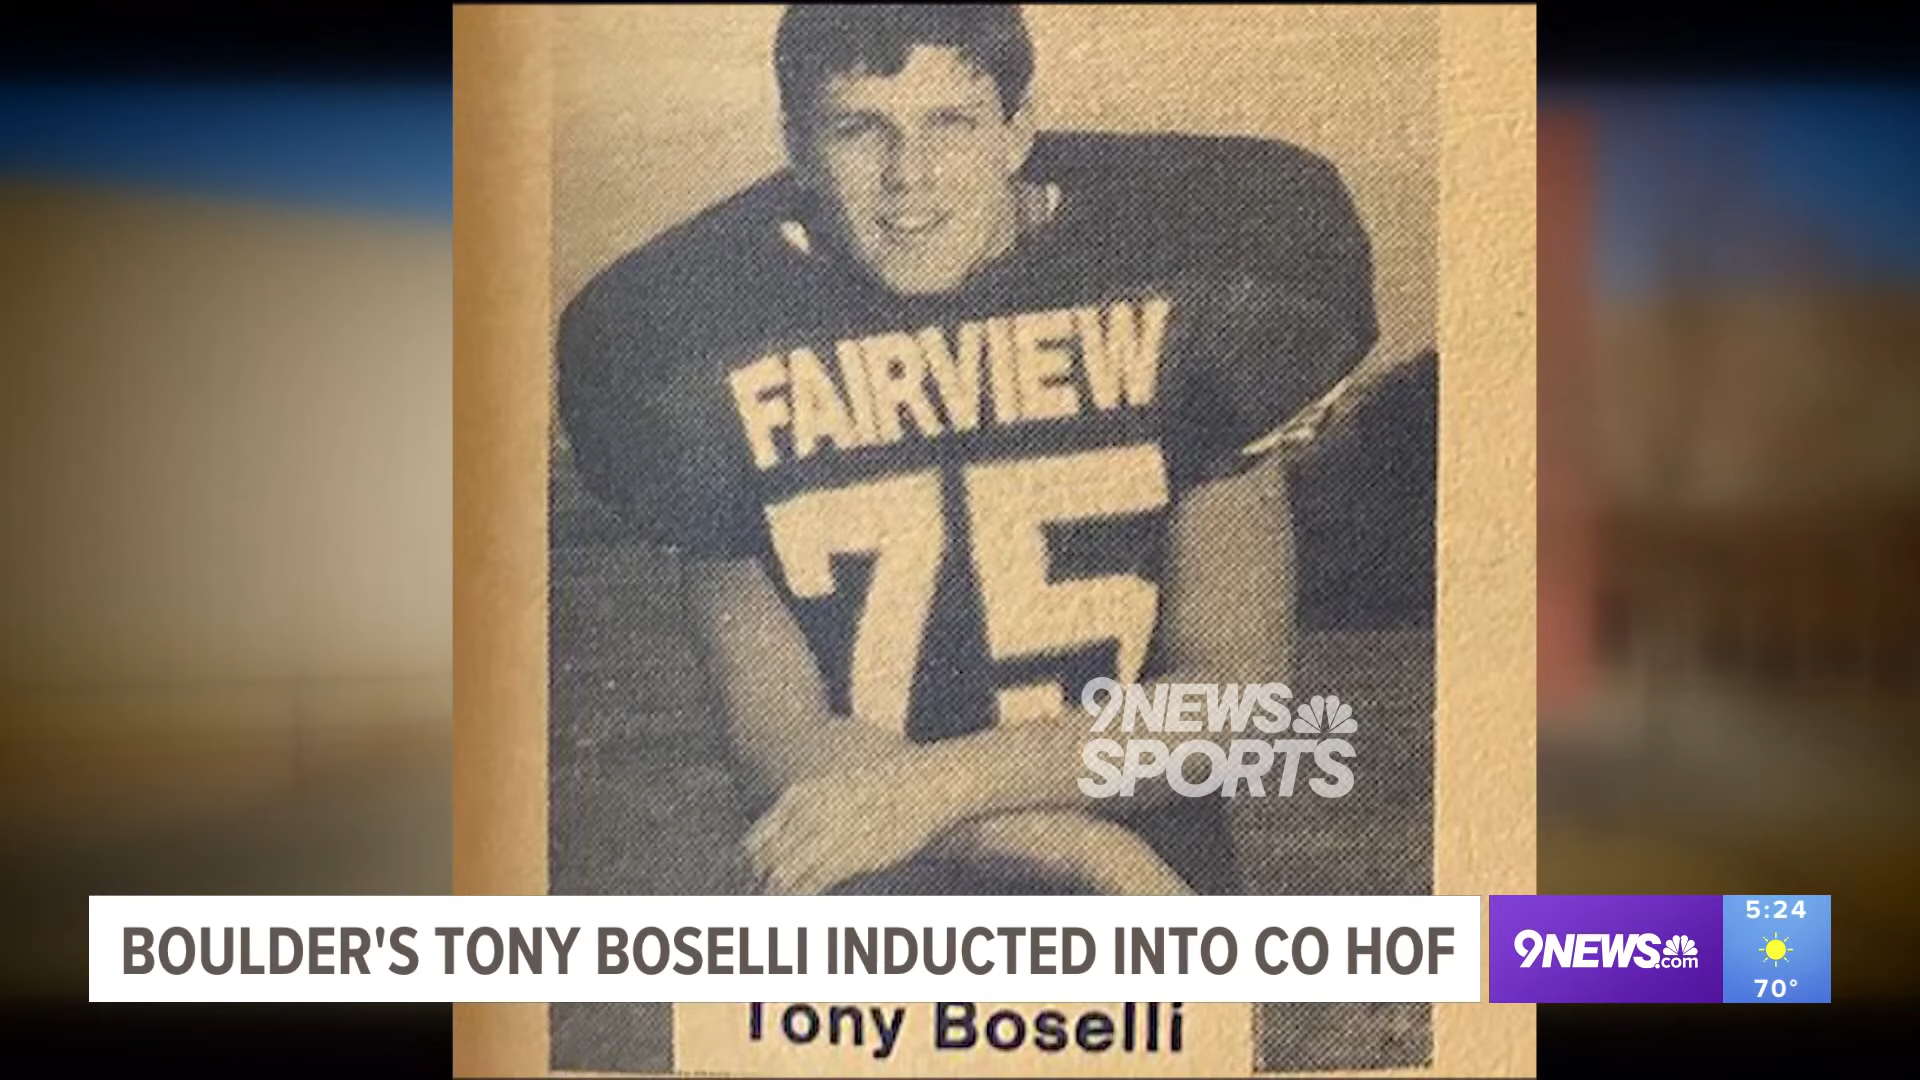 FAIRVIEW
75
9NEWS
SPORTS
BOULDER'S TONY BOSELLI INDUCTED INTO CO HOF
9NEWS.com
5:24
70°
Tony Boselli